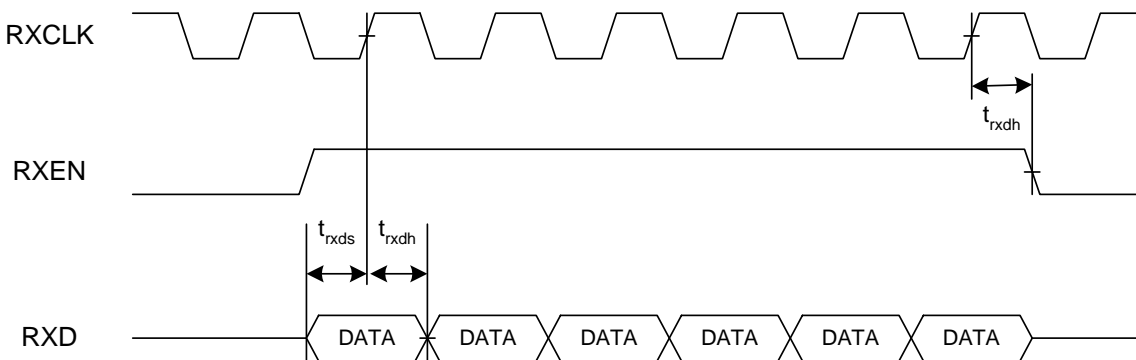 RXCLK
t_rxdh
RXEN
t_rxds t_rxdh
RXD DATA DATA DATA DATA DATA DATA